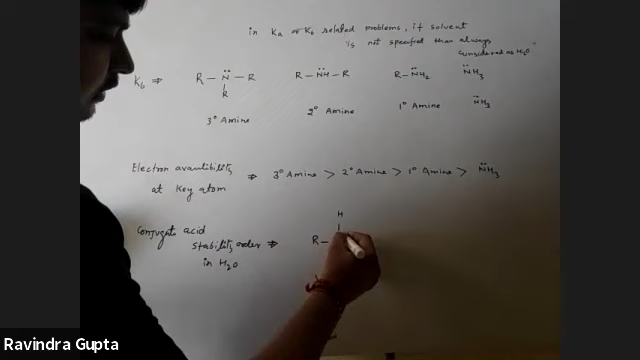 in Ka or Kb related problems, if solvent
is not specified than always
considered as H2O"
Kb ⇒ R – N̈ – R R – N̈H – R R – N̈H2 N̈H3
R
3° Amine 2° Amine 1° Amine N̈H3
Electron avantibility ⇒ 3° Amine > 2° Amine > 1° Amine > N̈H3
at key atom
H
Conjugate acid
stability order ⇒ R –
in H2O
Ravindra Gupta